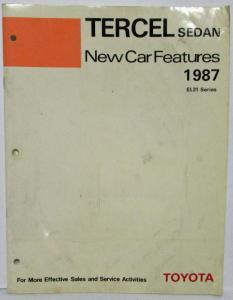 TERCEL SEDAN
New Car Features
1987
EL31 Series
For More Effective Sales and Service Activities
TOYOTA